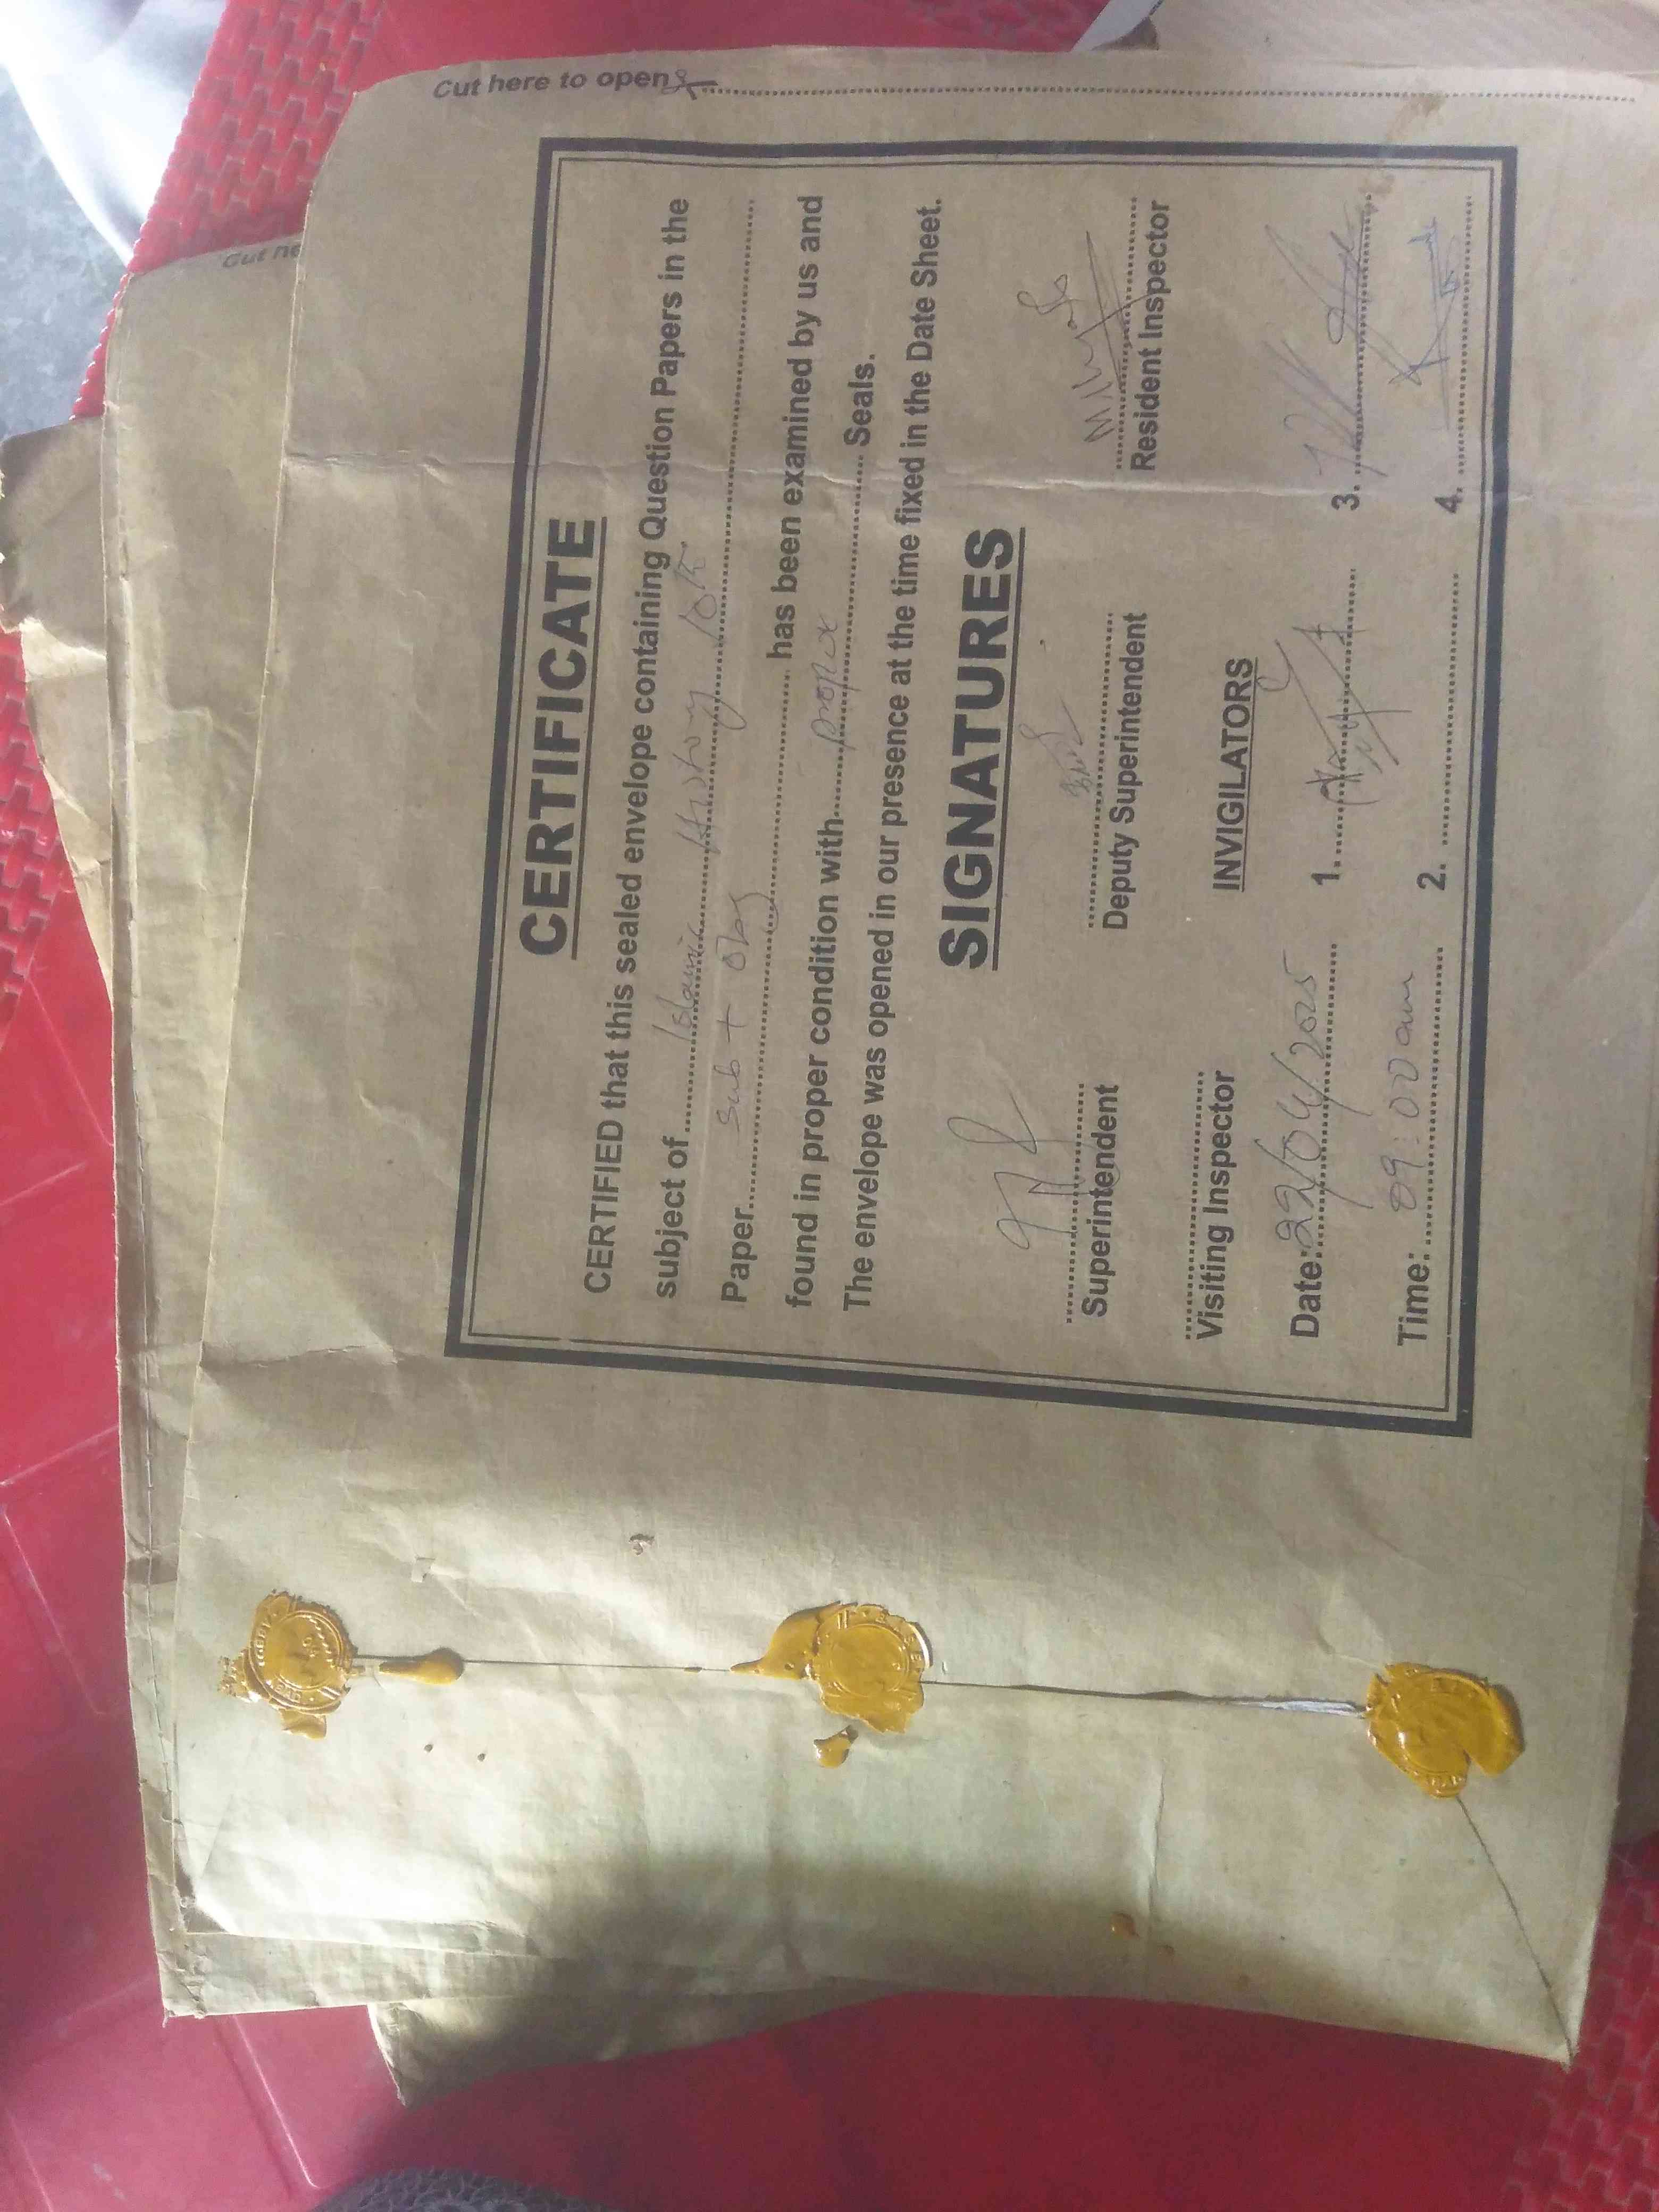 Cut here to open
CERTIFICATE
CERTIFIED that this sealed envelope containing Question Papers in the
subject of Islamic History 10th
Paper sub + obj has been examined by us and
found in proper condition with proper Seals.
The envelope was opened in our presence at the time fixed in the Date Sheet.
SIGNATURES
Superintendent Deputy Superintendent Resident Inspector
Visiting Inspector INVIGILATORS
Date: 22/04/2025 1. 3.
Time: 09:00 am 2. 4.
Cut he